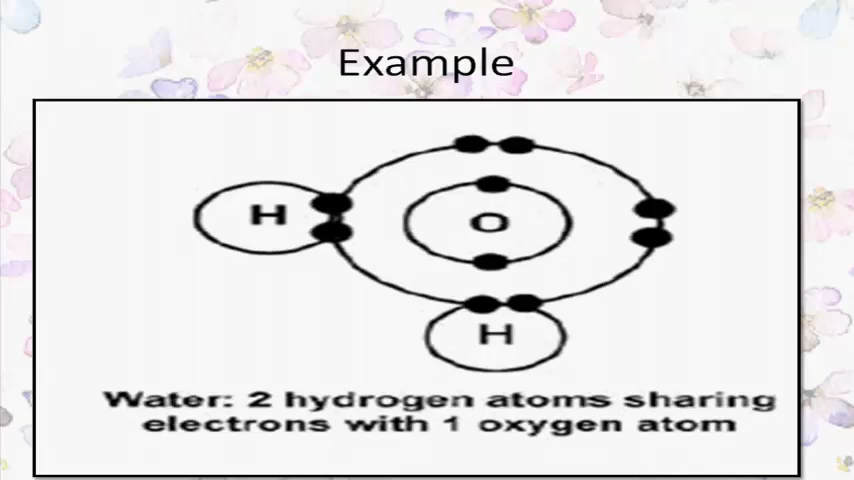 Example
H
O
H
Water: 2 hydrogen atoms sharing
electrons with 1 oxygen atom